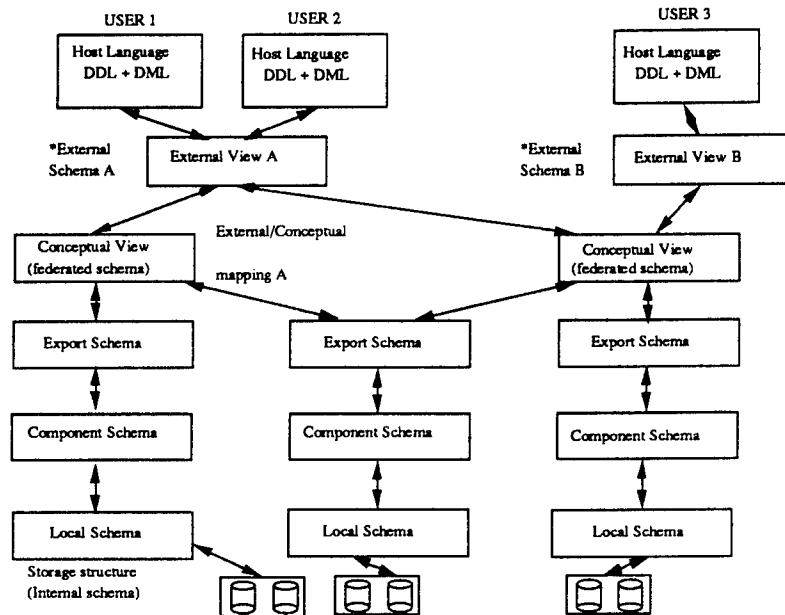 USER 1
USER 2
USER 3
Host Language
DDL + DML
Host Language
DDL + DML
Host Language
DDL + DML
*External
Schema A
External View A
*External
Schema B
External View B
Conceptual View
(federated schema)
External/Conceptual
mapping A
Conceptual View
(federated schema)
Export Schema
Export Schema
Export Schema
Component Schema
Component Schema
Component Schema
Local Schema
Local Schema
Local Schema
Storage structure
(Internal schema)